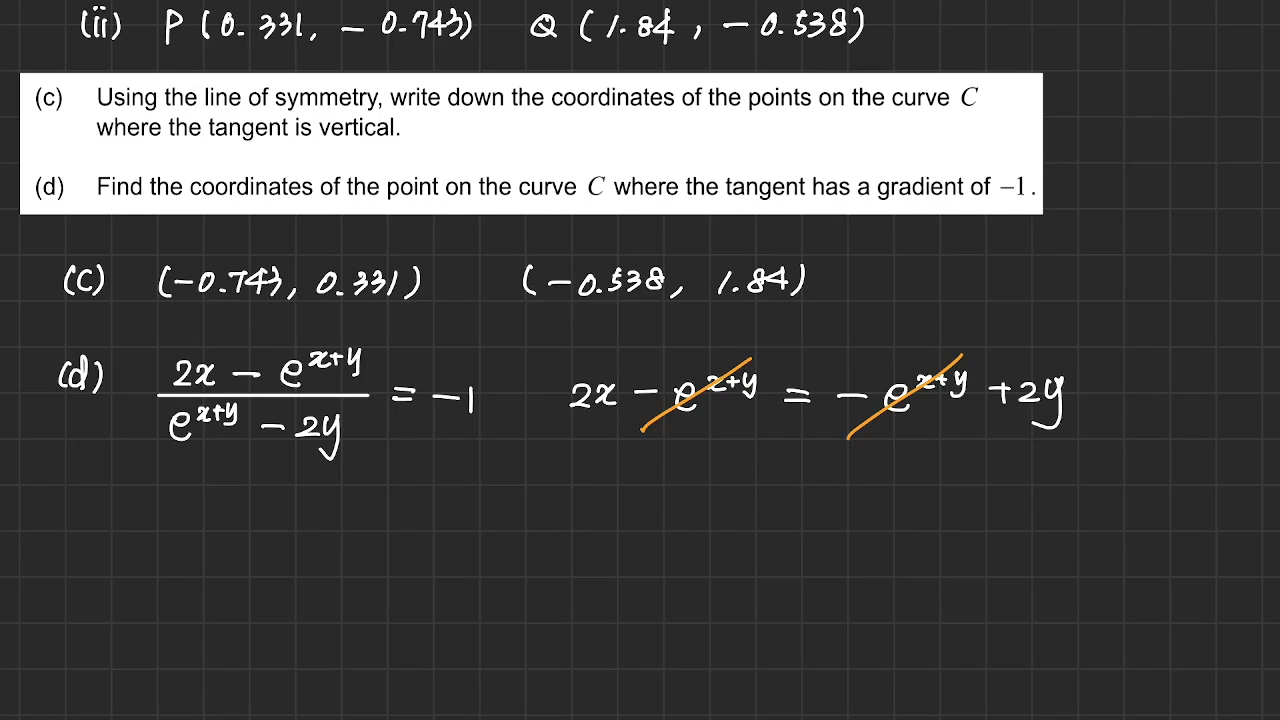 (ii) P (0.331, − 0.743) Q (1.84, − 0.538)
(c) Using the line of symmetry, write down the coordinates of the points on the curve C
where the tangent is vertical.
(d) Find the coordinates of the point on the curve C where the tangent has a gradient of −1.
(c) (−0.743, 0.331) (−0.538, 1.84)
(d) (2x − e^(x+y))/(e^(x+y) − 2y) = −1 2x − e^(x+y) = − e^(x+y) + 2y